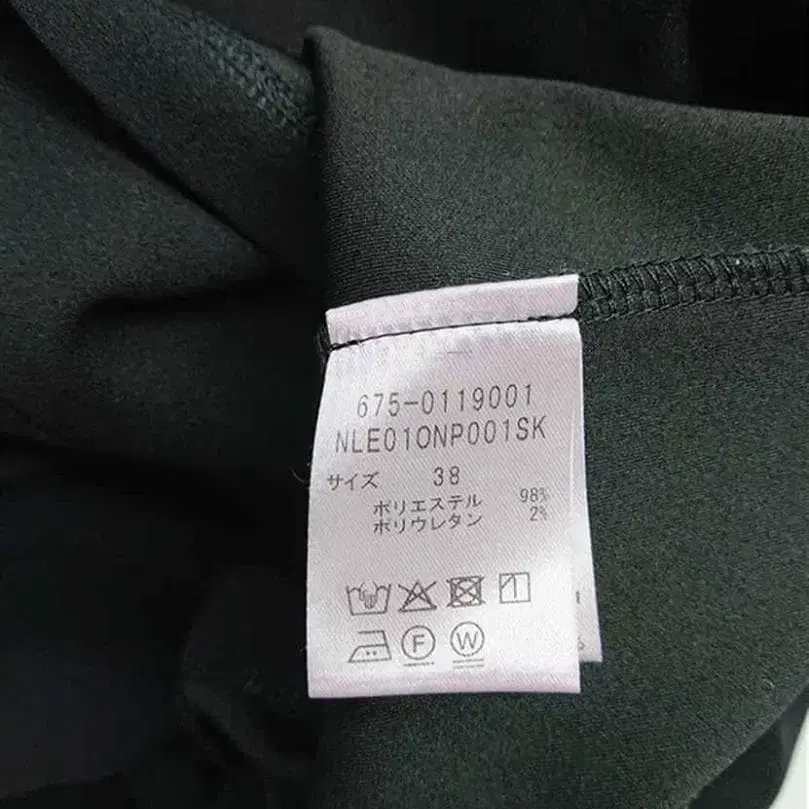 675-0119001
NLE01ONP001SK
サイズ 38
ポリエステル 98%
ポリウレタン 2%
F W